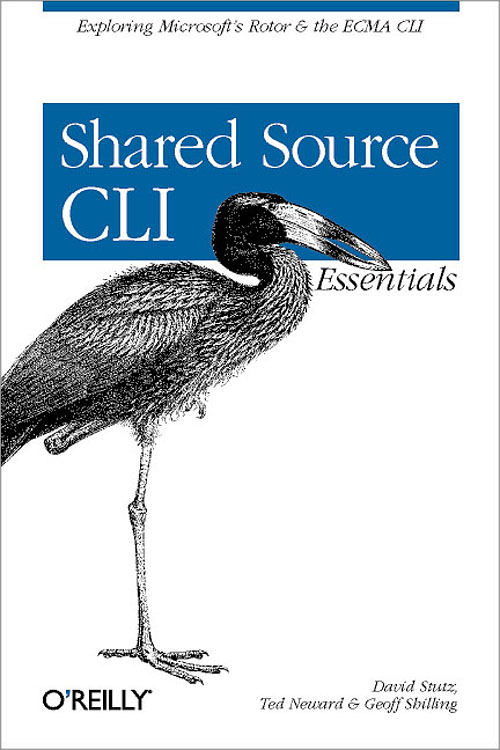 Exploring Microsoft's Rotor & the ECMA CLI
Shared Source
CLI
Essentials
O'REILLY®
David Stutz,
Ted Neward & Geoff Shilling